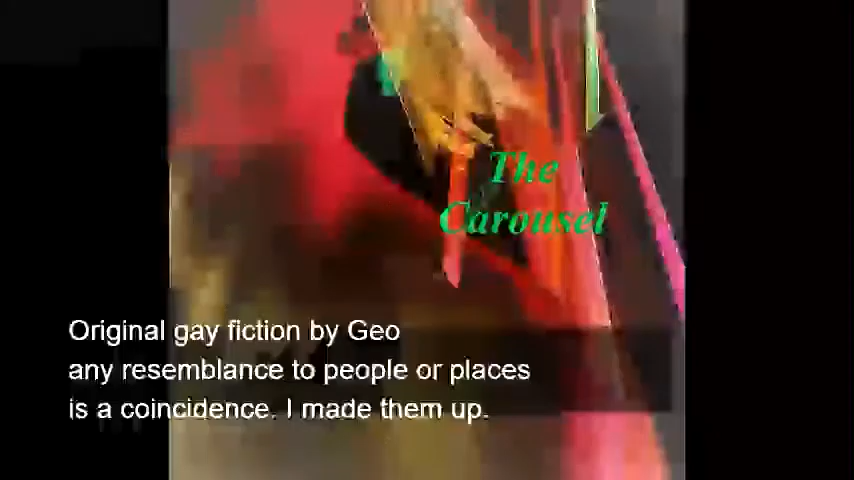 The
Carousel
Original gay fiction by Geo
any resemblance to people or places
is a coincidence. I made them up.